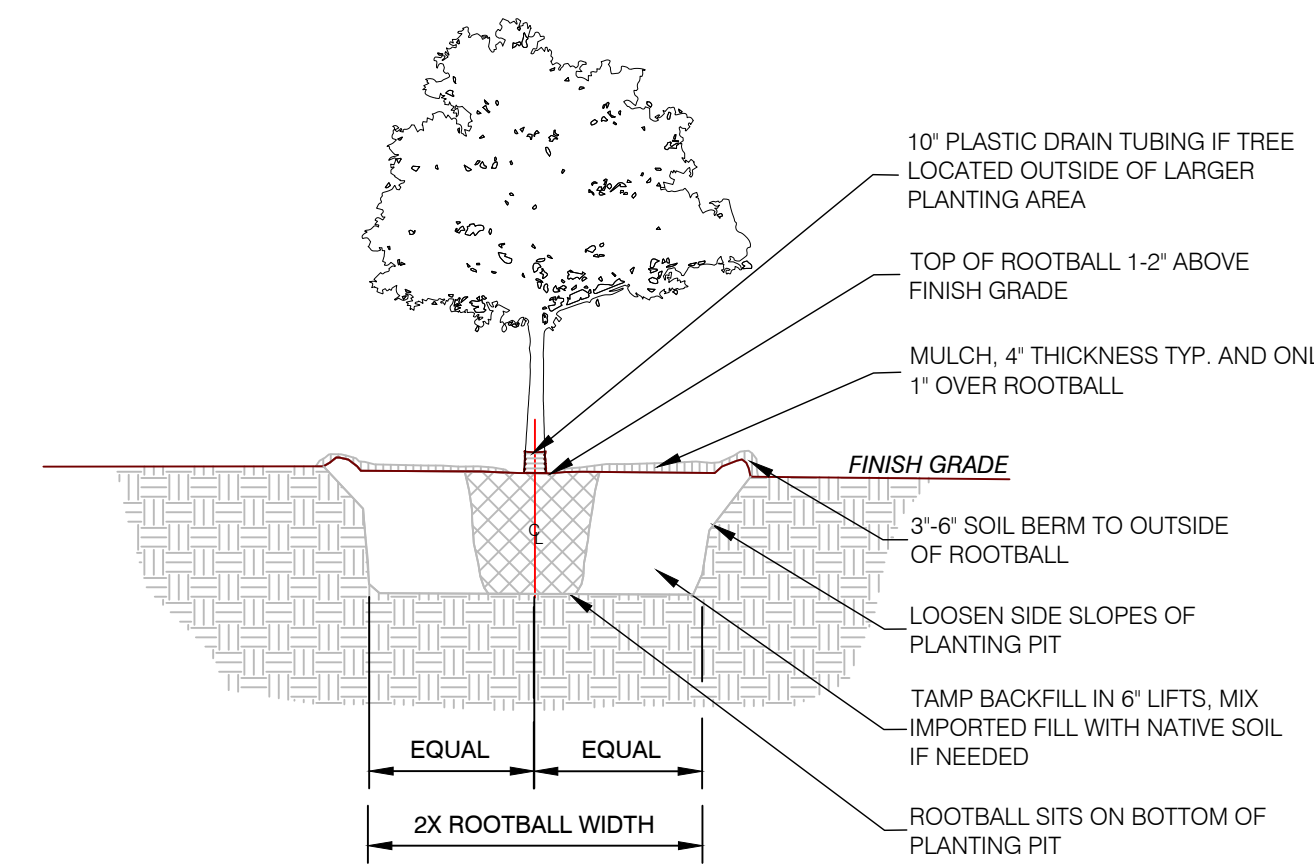 10" PLASTIC DRAIN TUBING IF TREE
LOCATED OUTSIDE OF LARGER
PLANTING AREA
TOP OF ROOTBALL 1-2" ABOVE
FINISH GRADE
MULCH, 4" THICKNESS TYP. AND ONL
1" OVER ROOTBALL
FINISH GRADE
3"-6" SOIL BERM TO OUTSIDE
OF ROOTBALL
LOOSEN SIDE SLOPES OF
PLANTING PIT
TAMP BACKFILL IN 6" LIFTS, MIX
IMPORTED FILL WITH NATIVE SOIL
IF NEEDED
ROOTBALL SITS ON BOTTOM OF
PLANTING PIT
℄
EQUAL EQUAL
2X ROOTBALL WIDTH